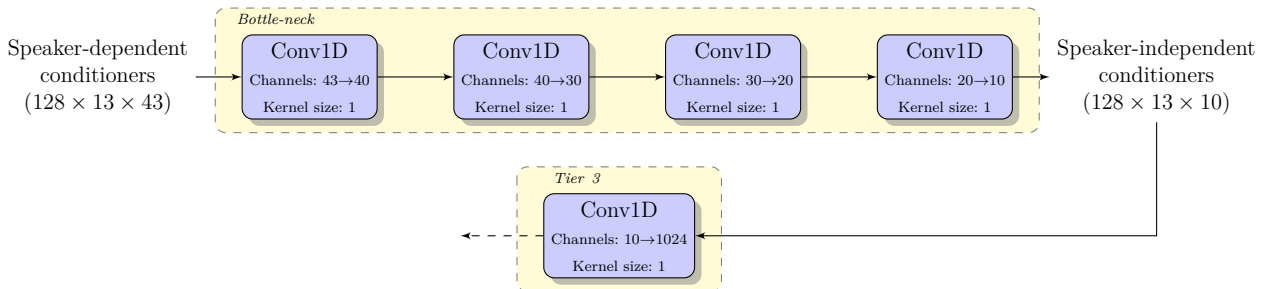 Bottle-neck
Speaker-dependent
conditioners
(128 × 13 × 43)
Conv1D
Channels: 43→40
Kernel size: 1
Conv1D
Channels: 40→30
Kernel size: 1
Conv1D
Channels: 30→20
Kernel size: 1
Conv1D
Channels: 20→10
Kernel size: 1
Speaker-independent
conditioners
(128 × 13 × 10)
Tier 3
Conv1D
Channels: 10→1024
Kernel size: 1